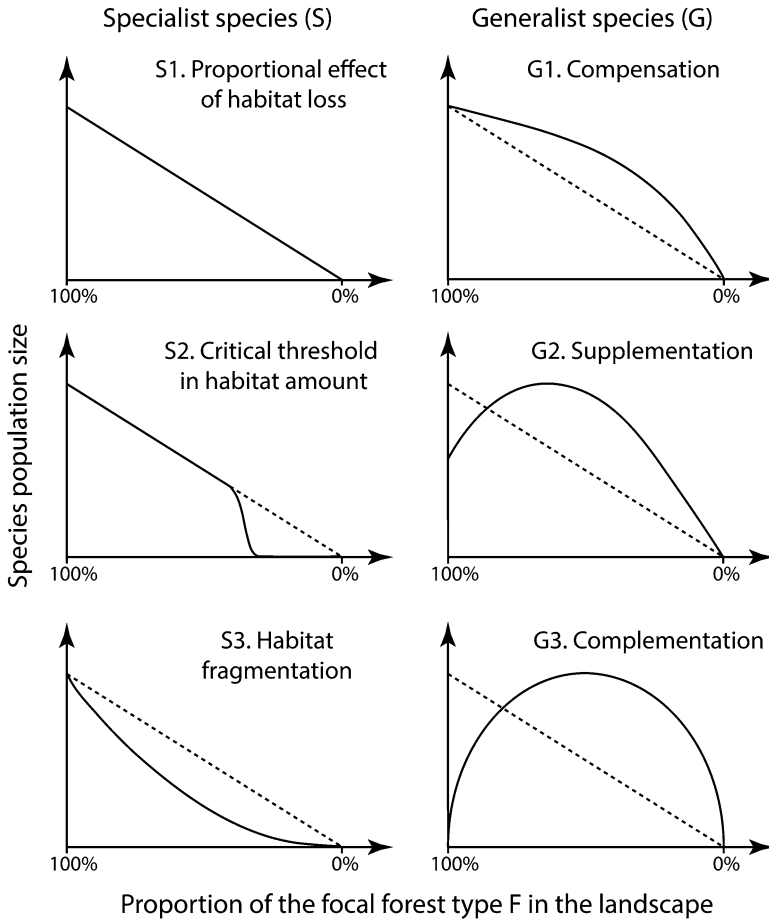 Specialist species (S)
Generalist species (G)
S1. Proportional effect
of habitat loss
100%
0%
G1. Compensation
100%
0%
S2. Critical threshold
in habitat amount
100%
0%
G2. Supplementation
100%
0%
S3. Habitat
fragmentation
100%
0%
G3. Complementation
100%
0%
Species population size
Proportion of the focal forest type F in the landscape